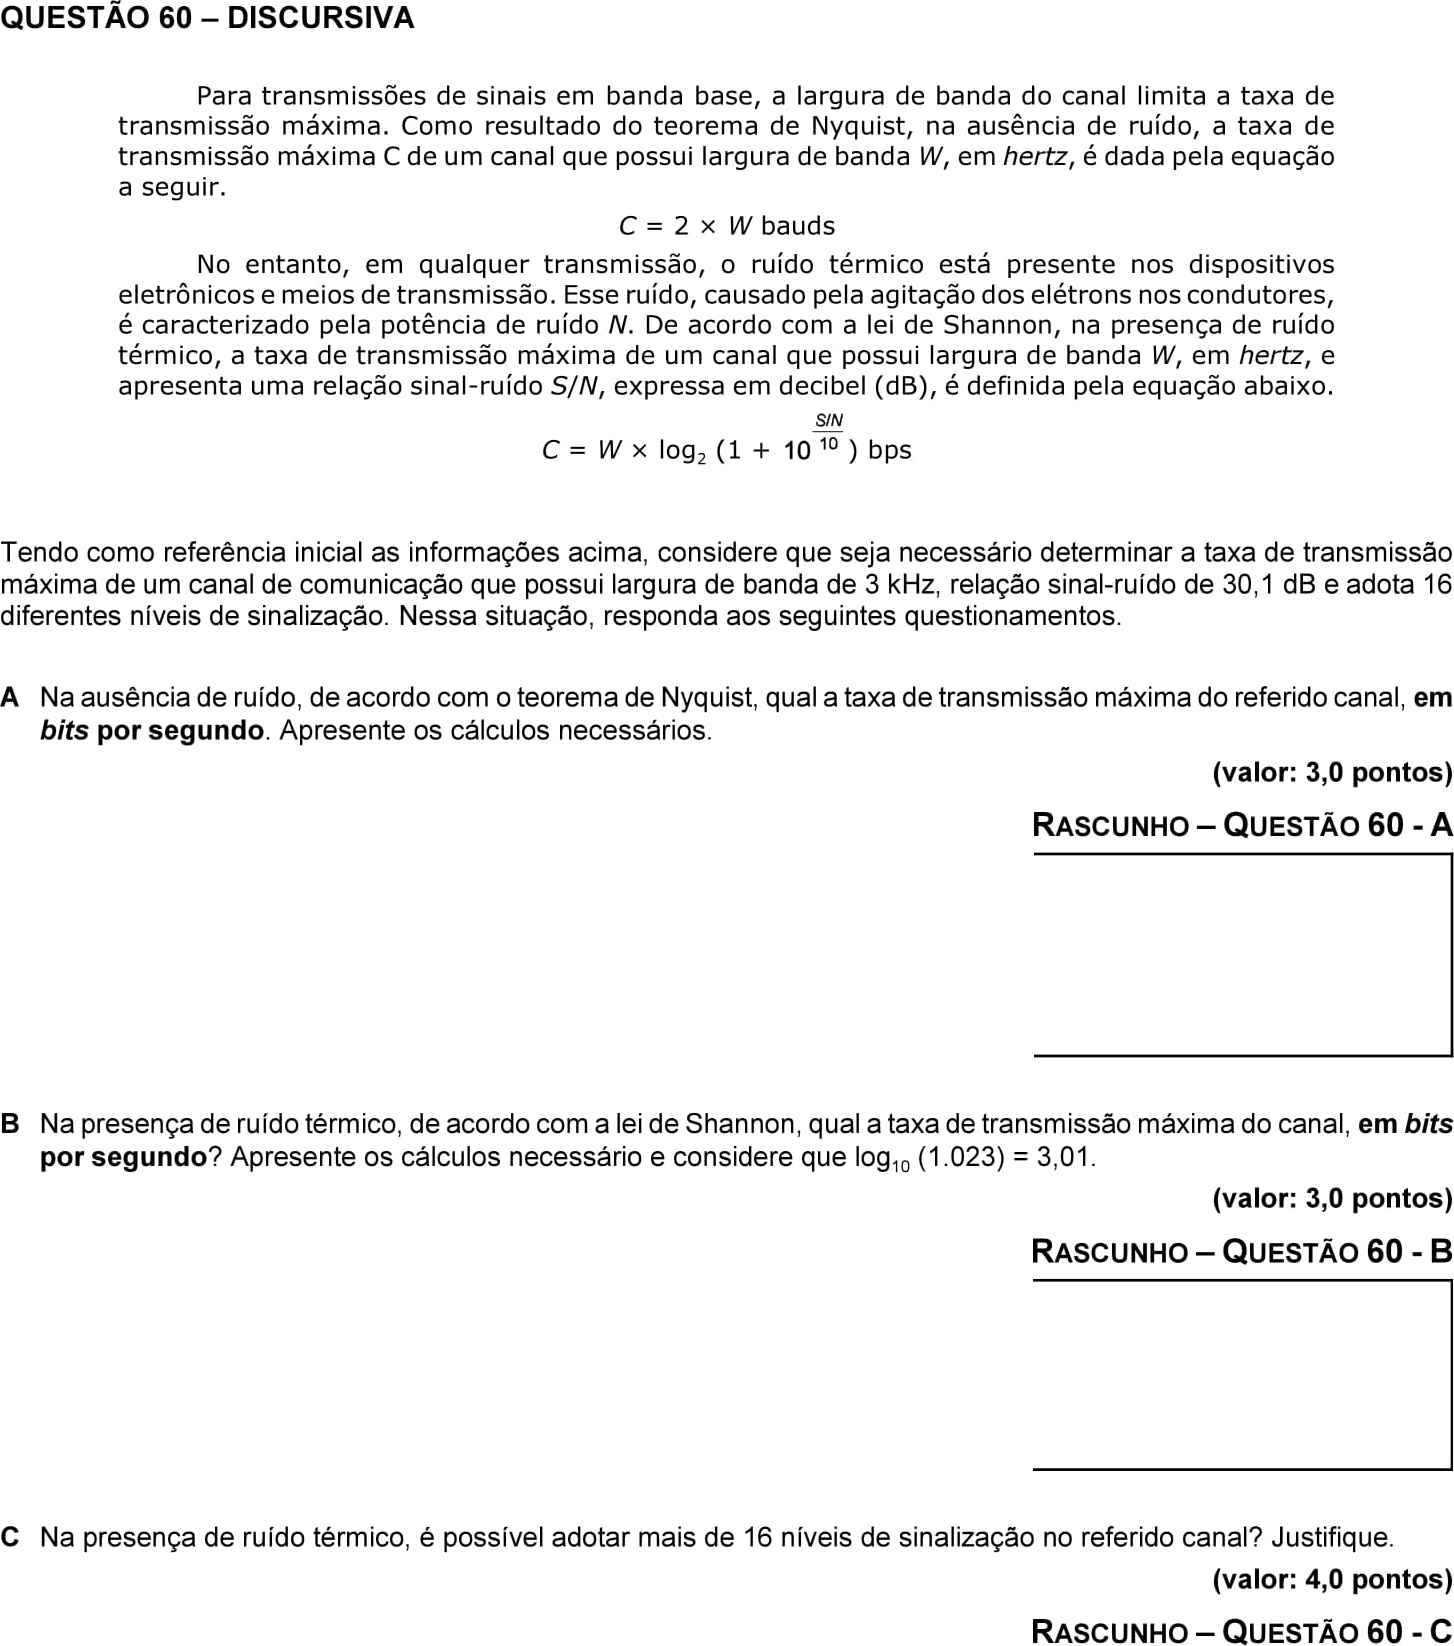 QUESTÃO 60 – DISCURSIVA
Para transmissões de sinais em banda base, a largura de banda do canal limita a taxa de
transmissão máxima. Como resultado do teorema de Nyquist, na ausência de ruído, a taxa de
transmissão máxima C de um canal que possui largura de banda W, em hertz, é dada pela equação
a seguir.
C = 2 × W bauds
No entanto, em qualquer transmissão, o ruído térmico está presente nos dispositivos
eletrônicos e meios de transmissão. Esse ruído, causado pela agitação dos elétrons nos condutores,
é caracterizado pela potência de ruído N. De acordo com a lei de Shannon, na presença de ruído
térmico, a taxa de transmissão máxima de um canal que possui largura de banda W, em hertz, e
apresenta uma relação sinal-ruído S/N, expressa em decibel (dB), é definida pela equação abaixo.
C = W × log₂ (1 + 10^((S/N)/10)) bps
Tendo como referência inicial as informações acima, considere que seja necessário determinar a taxa de transmissão
máxima de um canal de comunicação que possui largura de banda de 3 kHz, relação sinal-ruído de 30,1 dB e adota 16
diferentes níveis de sinalização. Nessa situação, responda aos seguintes questionamentos.
A Na ausência de ruído, de acordo com o teorema de Nyquist, qual a taxa de transmissão máxima do referido canal, em
bits por segundo. Apresente os cálculos necessários.
(valor: 3,0 pontos)
RASCUNHO – QUESTÃO 60 - A
B Na presença de ruído térmico, de acordo com a lei de Shannon, qual a taxa de transmissão máxima do canal, em bits
por segundo? Apresente os cálculos necessário e considere que log₁₀ (1.023) = 3,01.
(valor: 3,0 pontos)
RASCUNHO – QUESTÃO 60 - B
C Na presença de ruído térmico, é possível adotar mais de 16 níveis de sinalização no referido canal? Justifique.
(valor: 4,0 pontos)
RASCUNHO – QUESTÃO 60 - C